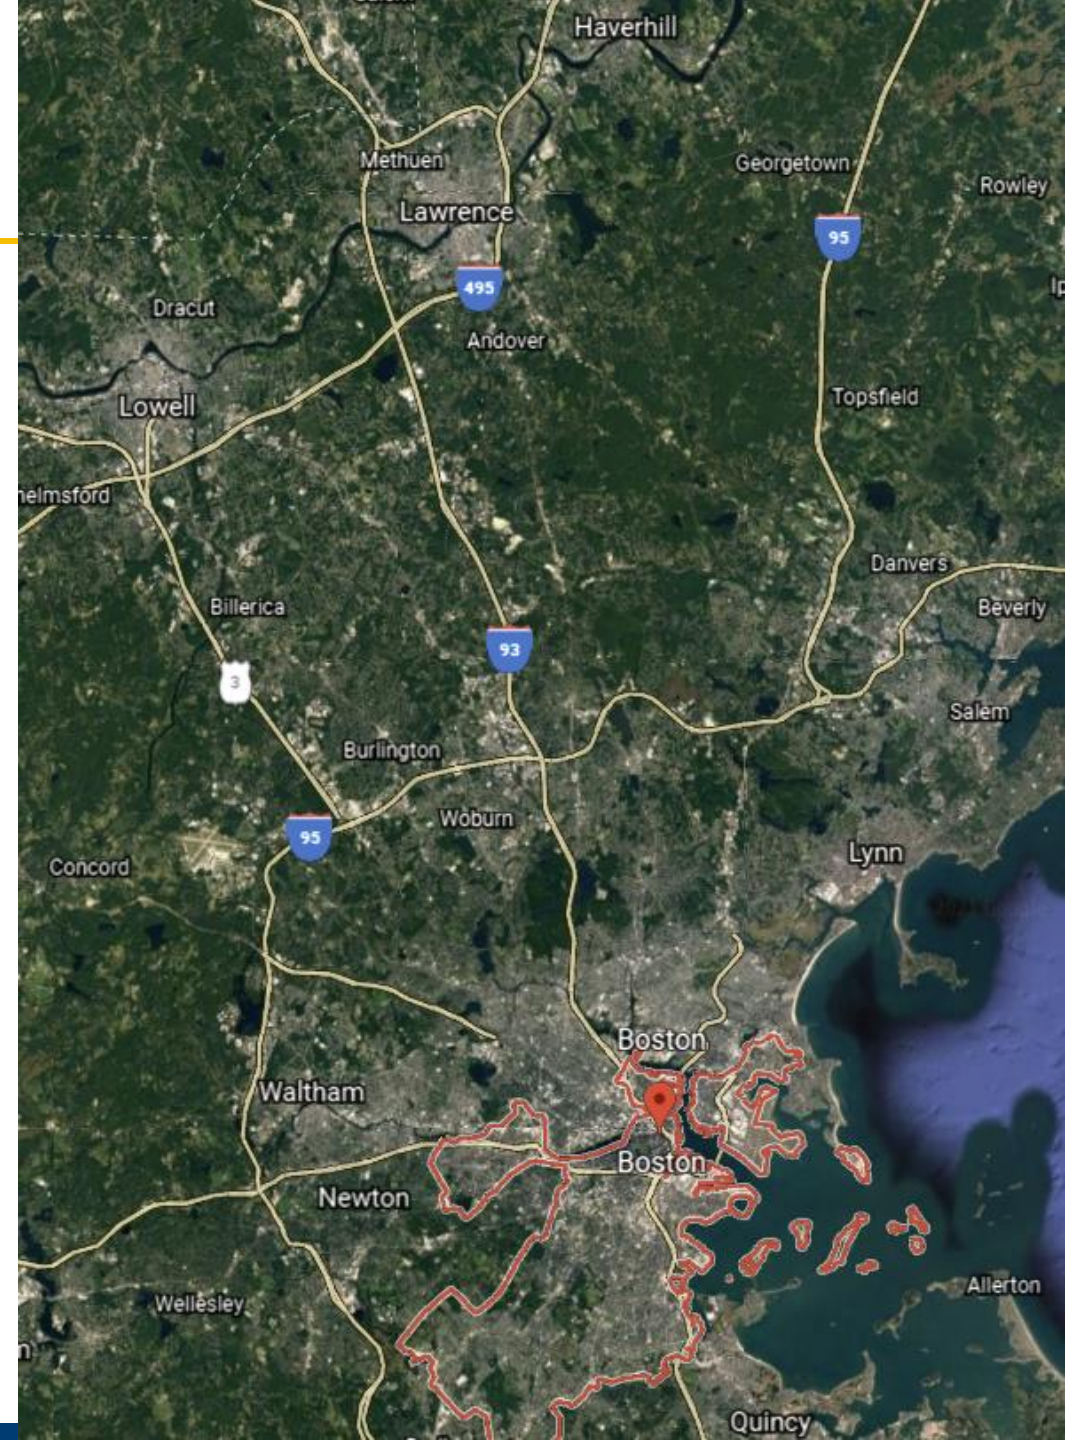 Haverhill
Methuen
Georgetown
Rowley
Lawrence
95
495
Dracut
Andover
Topsfield
Lowell
helmsford
Danvers
Billerica
Beverly
93
3
Salem
Burlington
Woburn
95
Lynn
Concord
Boston
Waltham
Boston
Newton
Allerton
Wellesley
Quincy